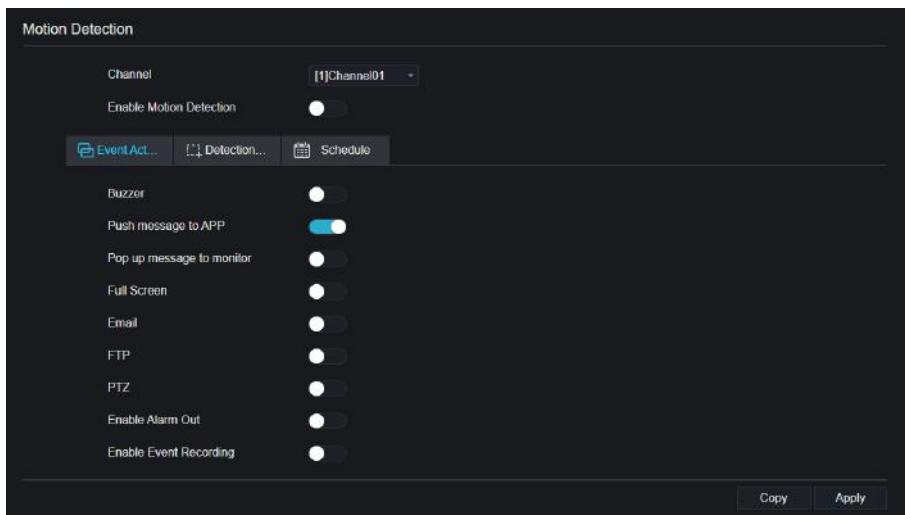 Motion Detection
Channel [1]Channel01
Enable Motion Detection
Event Act... Detection... Schedule
Buzzer
Push message to APP
Pop up message to monitor
Full Screen
Email
FTP
PTZ
Enable Alarm Out
Enable Event Recording
Copy Apply